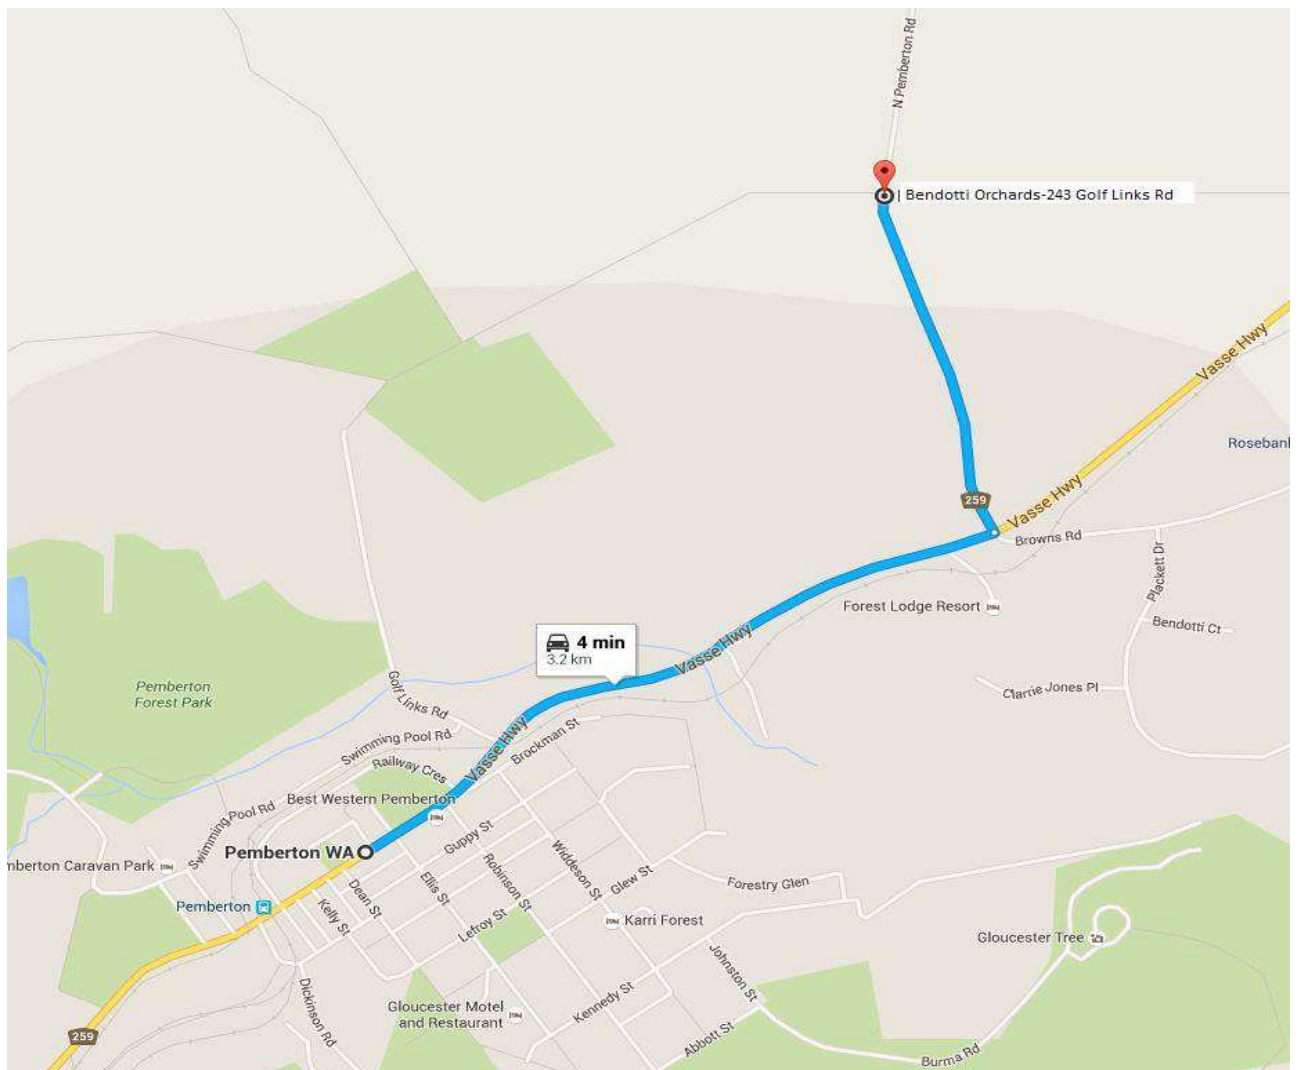 N Pemberton Rd
| Bendotti Orchards-243 Golf Links Rd
Vasse Hwy
Rosebank
259
Vasse Hwy
Browns Rd
Plackett Dr
Forest Lodge Resort
Bendotti Ct
4 min
3.2 km
Vasse Hwy
Pemberton
Forest Park
Golf Links Rd
Clarrie Jones Pl
Swimming Pool Rd
Vasse Hwy
Brockman St
Railway Cres
Best Western Pemberton
Swimming Pool Rd
Guppy St
Pemberton WA
mberton Caravan Park
Widdeson St
Robinson St
Ellis St
Dean St
Glew St
Forestry Glen
Pemberton
Kelly St
Lefroy St
Karri Forest
Gloucester Tree
Johnston St
Dickinson Rd
Gloucester Motel
and Restaurant
Kennedy St
259
Abbott St
Burma Rd